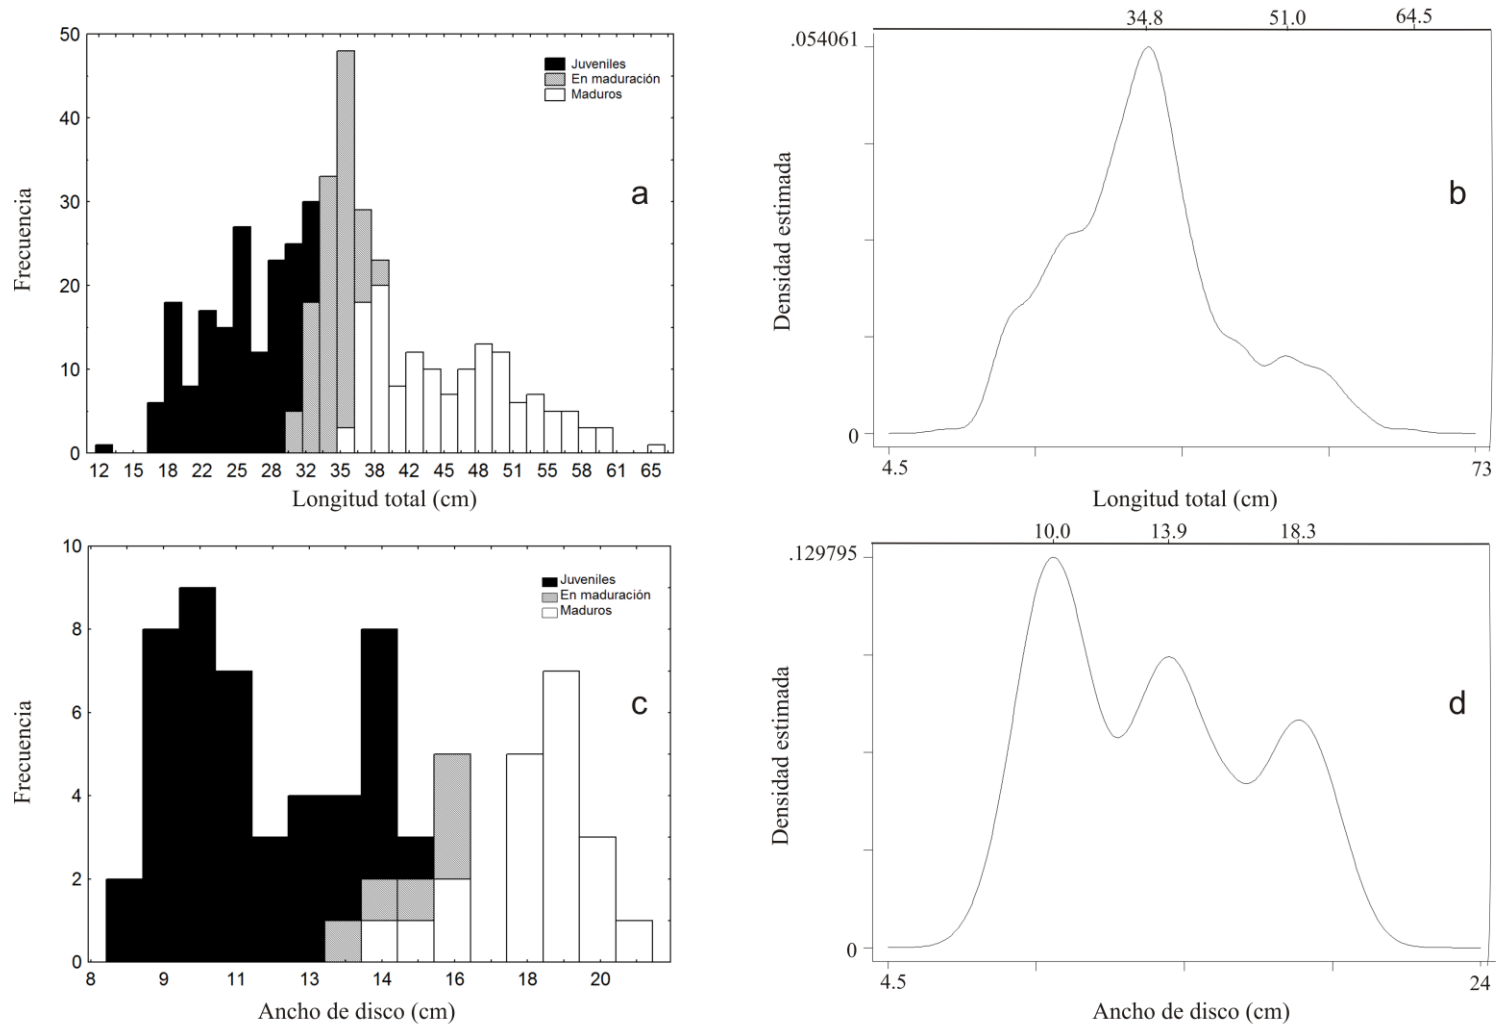 50
40
30
20
10
0
Frecuencia
Juveniles
En maduración
Maduros
a
12 15 18 22 25 28 32 35 38 42 45 48 51 55 58 61 65
Longitud total (cm)
34.8 51.0 64.5
.054061
0
Densidad estimada
b
4.5 73
Longitud total (cm)
10
8
6
4
2
0
Frecuencia
Juveniles
En maduración
Maduros
c
8 9 11 13 14 16 18 20
Ancho de disco (cm)
10.0 13.9 18.3
.129795
0
Densidad estimada
d
4.5 24
Ancho de disco (cm)